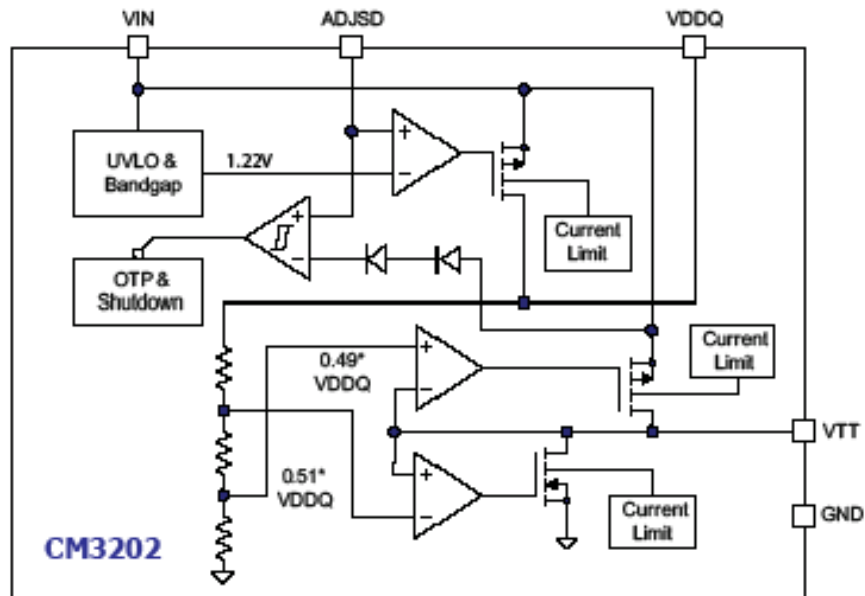 VIN
ADJSD
VDDQ
UVLO &
Bandgap
1.22V
+
−
Current
Limit
+
−
OTP &
Shutdown
0.49*
VDDQ
+
−
Current
Limit
VTT
0.51*
VDDQ
+
−
Current
Limit
GND
CM3202